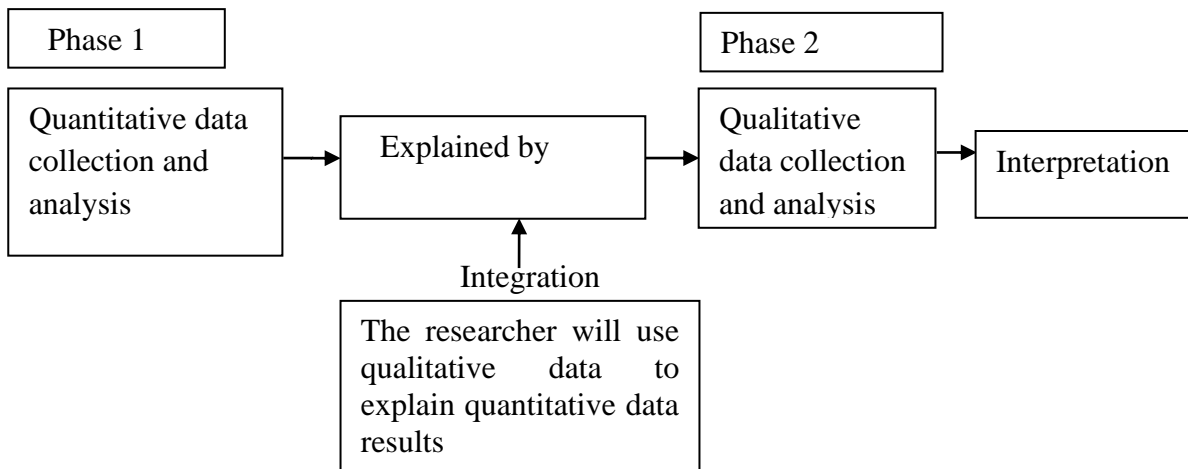 Phase 1
Phase 2
Quantitative data
collection and
analysis
Explained by
Qualitative
data collection
and analysis
Interpretation
Integration
The researcher will use
qualitative data to
explain quantitative data
results